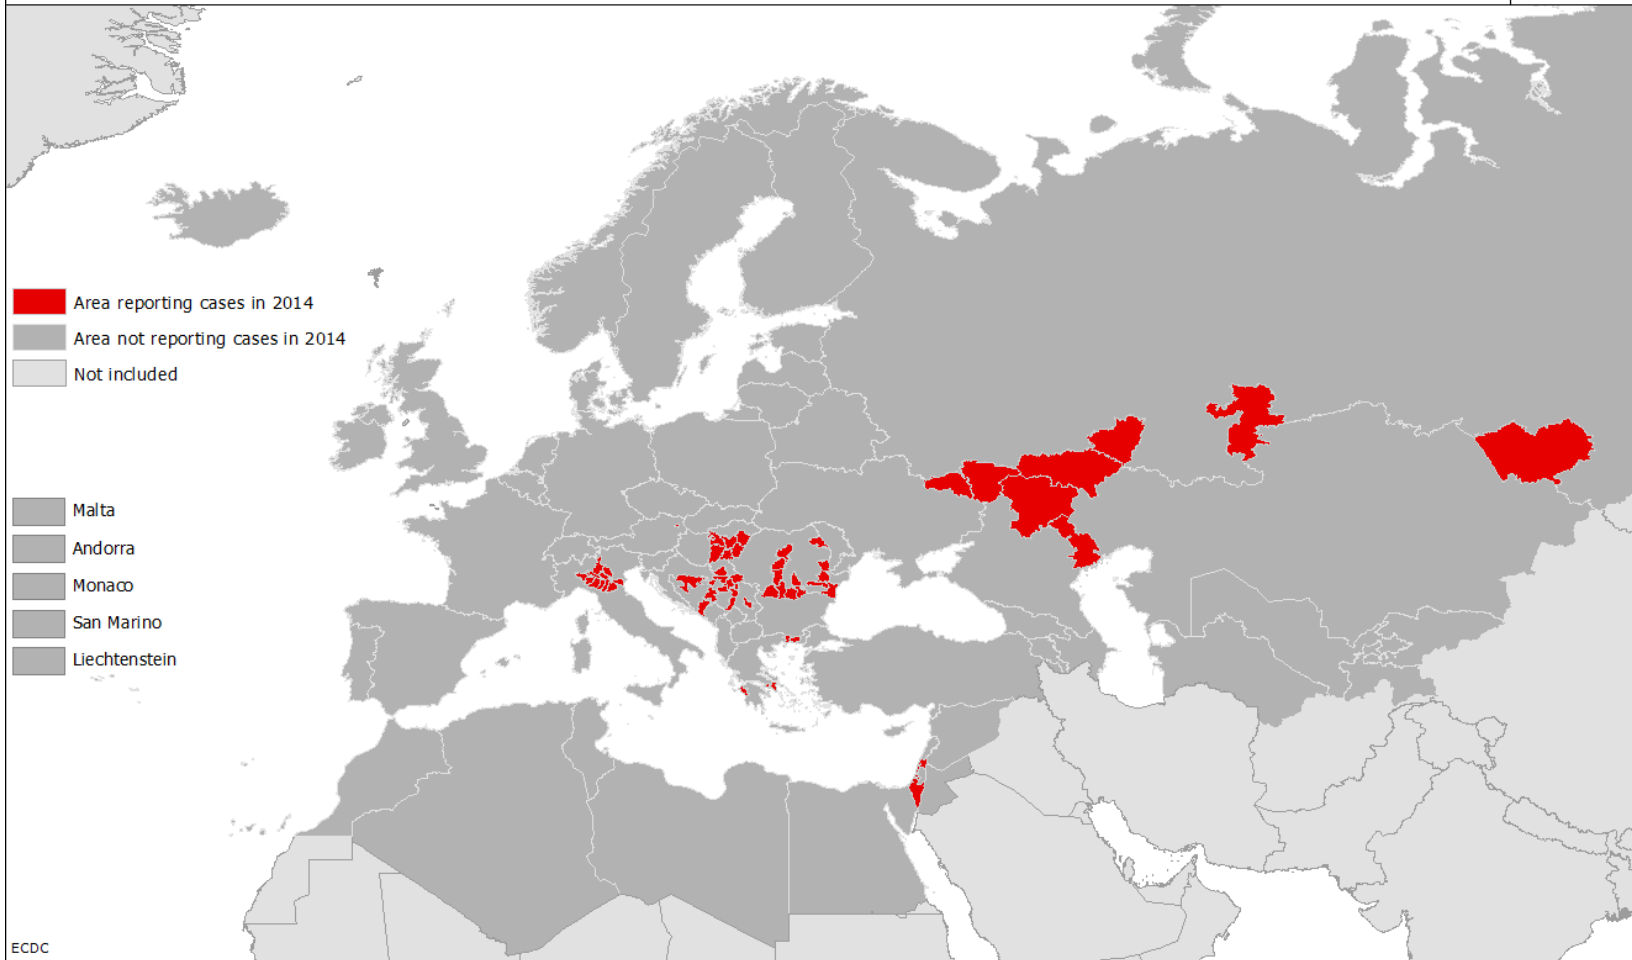 Area reporting cases in 2014
Area not reporting cases in 2014
Not included
Malta
Andorra
Monaco
San Marino
Liechtenstein
ECDC